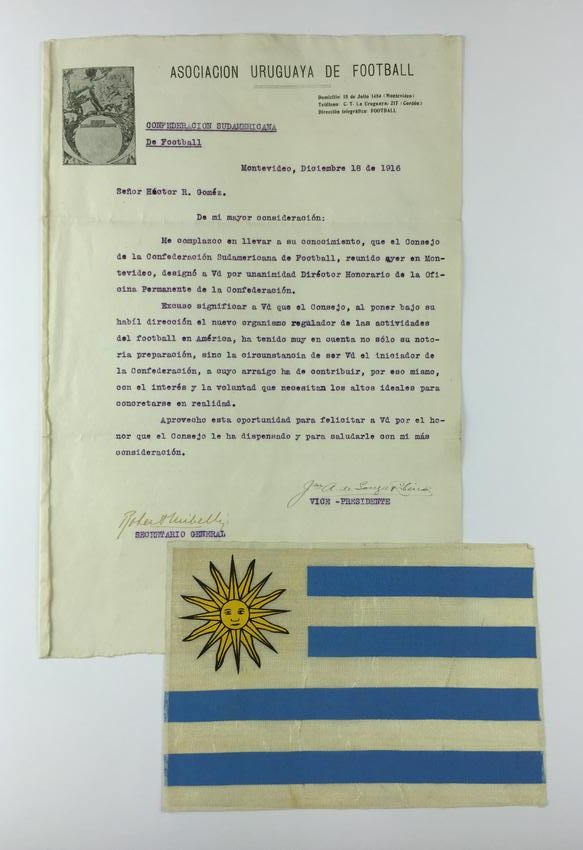 ASOCIACION URUGUAYA DE FOOTBALL
Domicilio: 18 de Julio 1484 (Montevideo)
Teléfono: C. T. La Uruguaya: 217 (Cordón)
Dirección telegráfica: FOOTBALL
CONFEDERACION SUDAMERICANA
De Football
Montevideo, Diciembre 18 de 1916
Señor Héctor R. Goméz.
De mi mayor consideración:
Me complazco en llevar a su conocimiento, que el Consejo
de la Confederación Sudamericana de Football, reunido ayer en Mon-
tevideo, designó a Vd por unanimidad Diréctor Honorario de la Ofi-
cina Permanente de la Confederación.
Excuso significar a Vd que el Consejo, al poner bajo su
habíl dirección el nuevo organismo regulador de las actividades
del football en América, ha tenido muy en cuenta no sólo su noto-
ria preparación, sino la circunstancia de ser Vd el iniciador de
la Confederación, a cuyo arraigo ha de contribuir, por eso mismo,
con el interés y la voluntad que necesitan los altos ideales para
concretarse en realidad.
Aprovecho esta oportunidad para felicitar a Vd por el ho-
nor que el Consejo le ha dispensado y para saludarle con mi más
consideración.
VICE -PRESIDENTE
SECRETARIO GENERAL